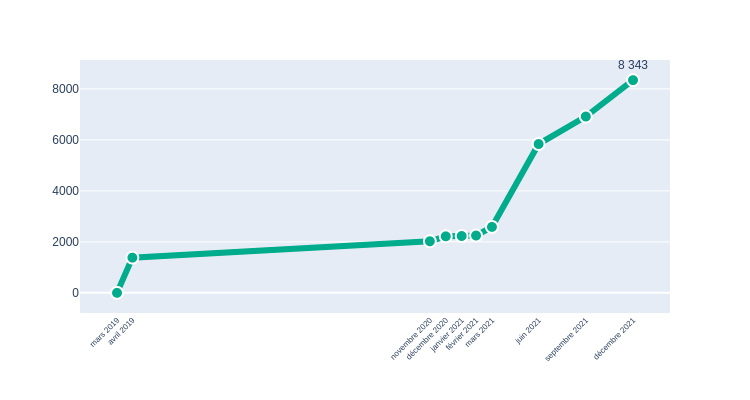 8 343
8000
6000
4000
2000
0
mars 2019
avril 2019
novembre 2020
décembre 2020
janvier 2021
février 2021
mars 2021
juin 2021
septembre 2021
décembre 2021